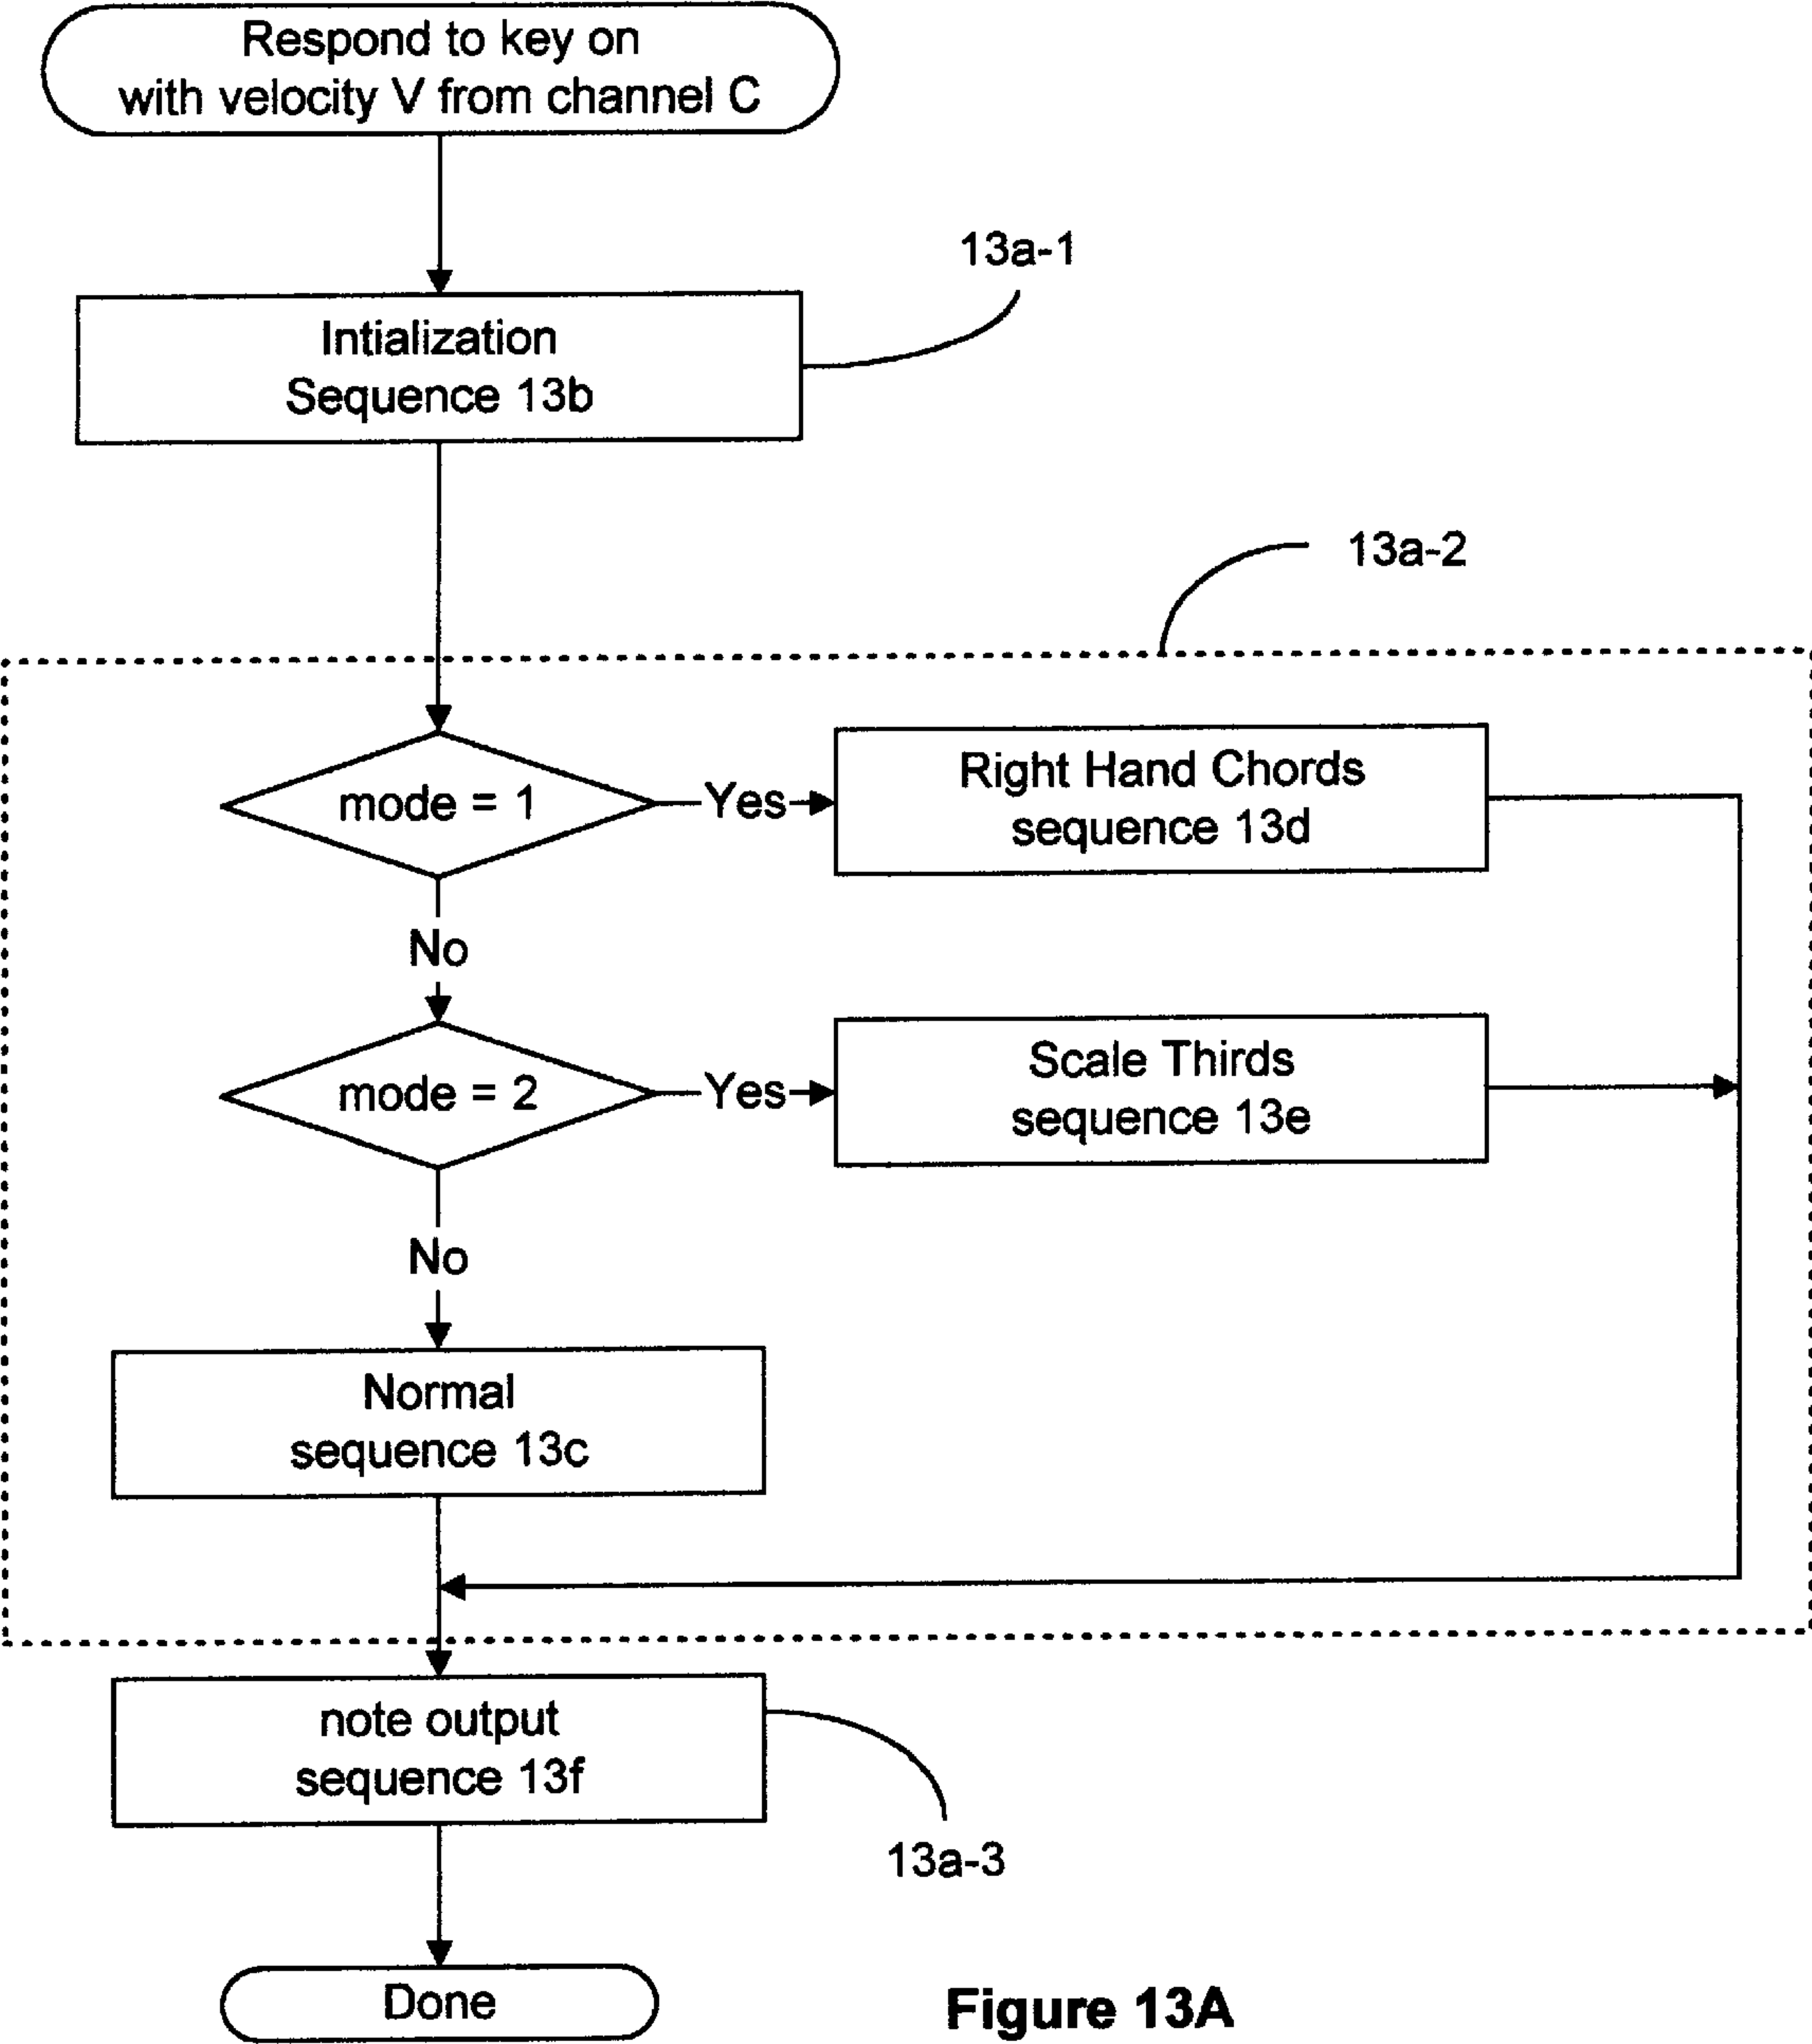 Respond to key on
with velocity V from channel C
13a-1
Intialization
Sequence 13b
13a-2
mode = 1
Yes
Right Hand Chords
sequence 13d
No
mode = 2
Yes
Scale Thirds
sequence 13e
No
Normal
sequence 13c
note output
sequence 13f
13a-3
Done
Figure 13A